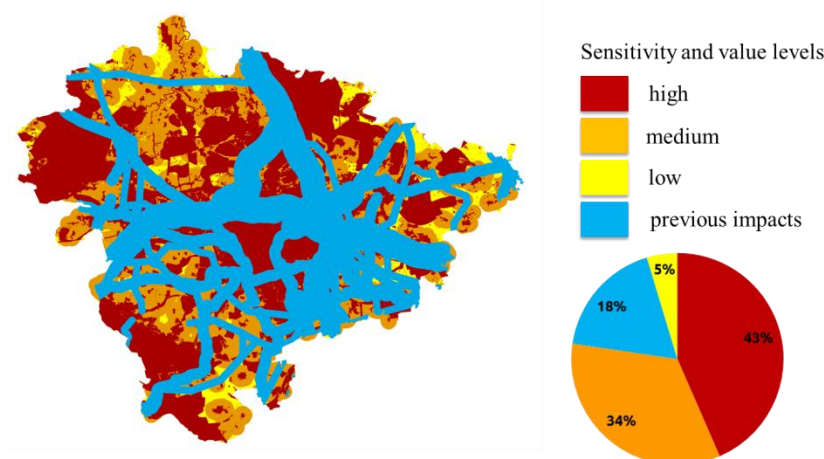 Sensitivity and value levels
high
medium
low
previous impacts
5%
18%
43%
34%